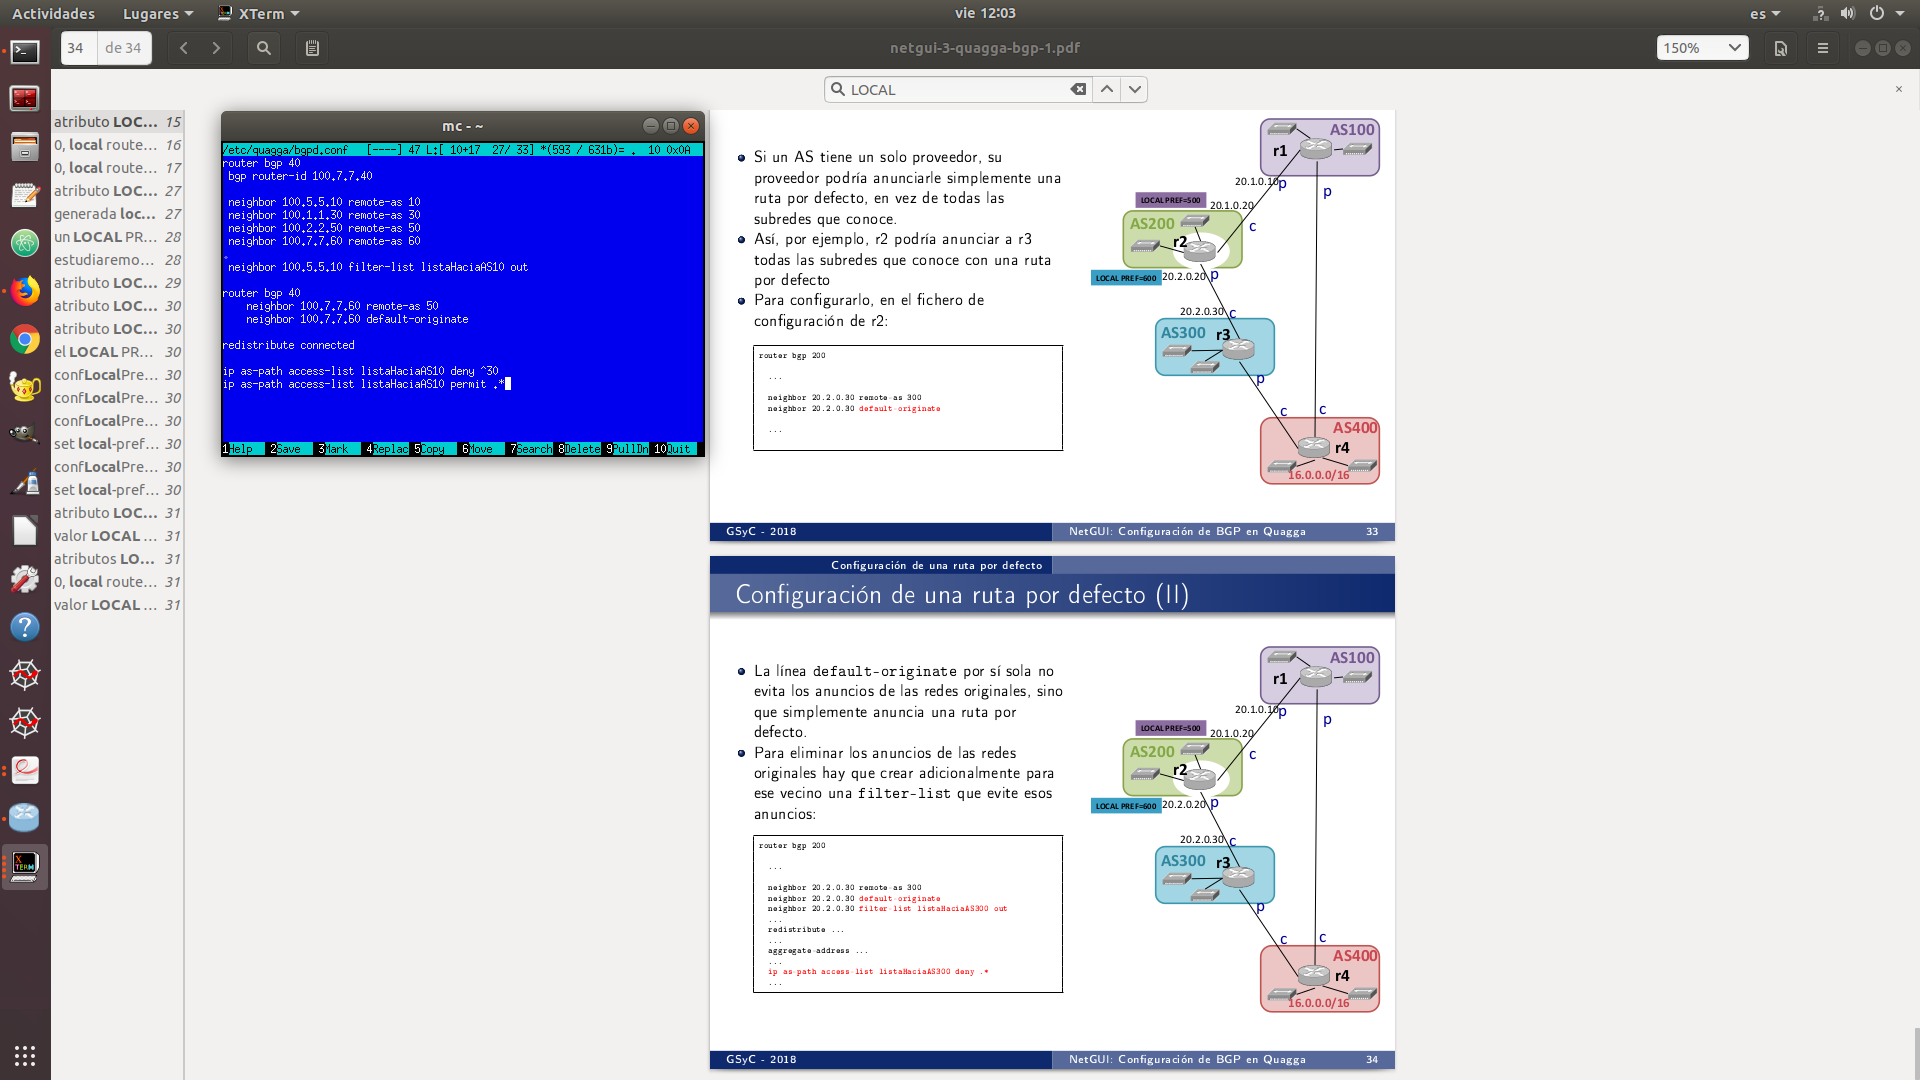 Actividades
Lugares
XTerm
vie 12:03
es
34
de 34
netgui-3-quagga-bgp-1.pdf
150%
LOCAL
atributo LOC... 15
0, local route... 16
0, local route... 17
atributo LOC... 27
generada loc... 27
un LOCAL PR... 28
estudiaremo... 28
atributo LOC... 29
atributo LOC... 30
atributo LOC... 30
el LOCAL PR... 30
confLocalPre... 30
confLocalPre... 30
confLocalPre... 30
set local-pref... 30
confLocalPre... 30
set local-pref... 30
atributo LOC... 31
valor LOCAL ... 31
atributos LO... 31
0, local route... 31
valor LOCAL ... 31
mc - ~
/etc/quagga/bgpd.conf [----] 47 L:[ 10+17 27/ 33] *(593 / 631b)= . 10 0x0A
router bgp 40
bgp router-id 100.7.7.40
neighbor 100.5.5.10 remote-as 10
neighbor 100.1.1.30 remote-as 30
neighbor 100.2.2.50 remote-as 50
neighbor 100.7.7.60 remote-as 60
neighbor 100.5.5.10 filter-list listaHaciaAS10 out
router bgp 40
neighbor 100.7.7.60 remote-as 50
neighbor 100.7.7.60 default-originate
redistribute connected
ip as-path access-list listaHaciaAS10 deny ^30
ip as-path access-list listaHaciaAS10 permit .*
1Help 2Save 3Mark 4Replac 5Copy 6Move 7Search 8Delete 9PullDn 10Quit
Si un AS tiene un solo proveedor, su
proveedor podría anunciarle simplemente una
ruta por defecto, en vez de todas las
subredes que conoce.
Así, por ejemplo, r2 podría anunciar a r3
todas las subredes que conoce con una ruta
por defecto
Para configurarlo, en el fichero de
configuración de r2:
router bgp 200
...
neighbor 20.2.0.30 remote-as 300
neighbor 20.2.0.30 default-originate
...
AS100
r1
20.1.0.10
p
p
LOCAL PREF=500
20.1.0.20
AS200
c
r2
LOCAL PREF=600
20.2.0.20
p
20.2.0.30
c
AS300
r3
p
c
c
AS400
r4
16.0.0.0/16
GSyC - 2018
NetGUI: Configuración de BGP en Quagga
33
Configuración de una ruta por defecto
Configuración de una ruta por defecto (II)
La línea default-originate por sí sola no
evita los anuncios de las redes originales, sino
que simplemente anuncia una ruta por
defecto.
Para eliminar los anuncios de las redes
originales hay que crear adicionalmente para
ese vecino una filter-list que evite esos
anuncios:
router bgp 200
...
neighbor 20.2.0.30 remote-as 300
neighbor 20.2.0.30 default-originate
neighbor 20.2.0.30 filter-list listaHaciaAS300 out
...
redistribute ...
...
aggregate-address ...
...
ip as-path access-list listaHaciaAS300 deny .*
...
AS100
r1
20.1.0.10
p
p
LOCAL PREF=500
20.1.0.20
AS200
c
r2
LOCAL PREF=600
20.2.0.20
p
20.2.0.30
c
AS300
r3
p
c
c
AS400
r4
16.0.0.0/16
GSyC - 2018
NetGUI: Configuración de BGP en Quagga
34